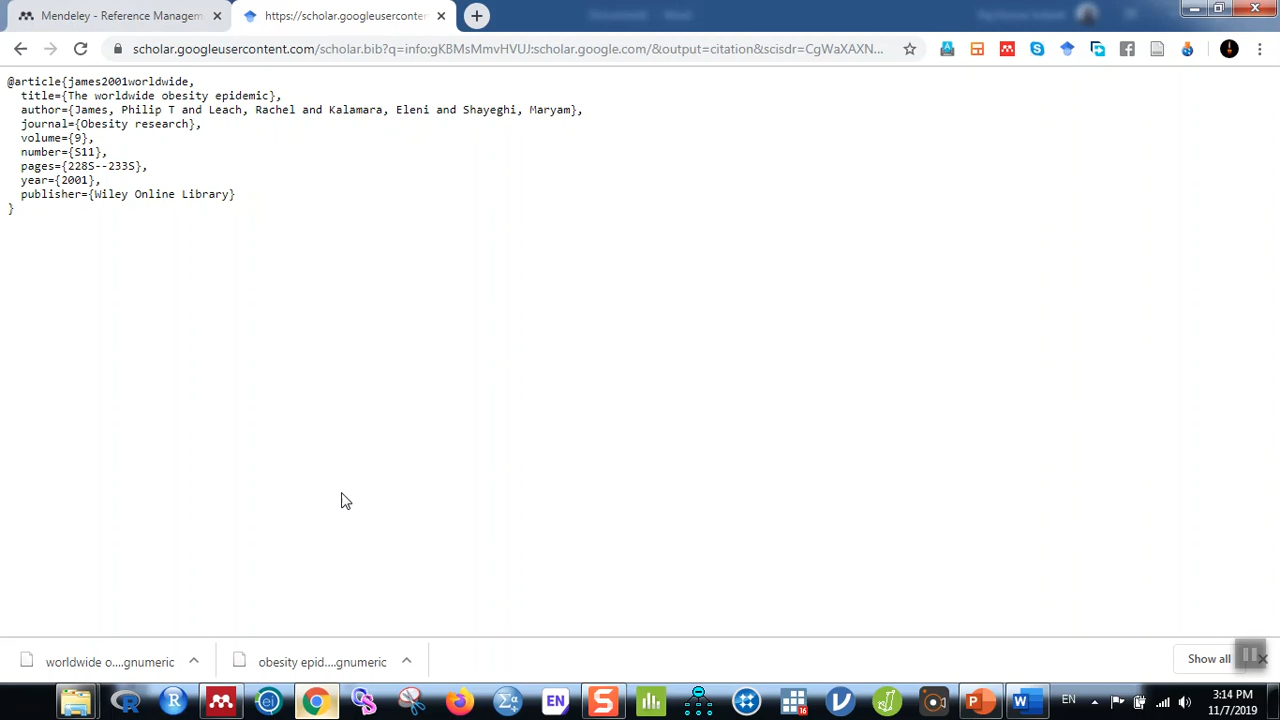 Mendeley - Reference Managem
https://scholar.googleusercontent
scholar.googleusercontent.com/scholar.bib?q=info:gKBMsMmvHVUJ:scholar.google.com/&output=citation&scisdr=CgWaXAXN...
@article{james2001worldwide,
title={The worldwide obesity epidemic},
author={James, Philip T and Leach, Rachel and Kalamara, Eleni and Shayeghi, Maryam},
journal={Obesity research},
volume={9},
number={S11},
pages={228S--233S},
year={2001},
publisher={Wiley Online Library}
}
worldwide o....gnumeric
obesity epid....gnumeric
Show all
EN
EN
3:14 PM
11/7/2019